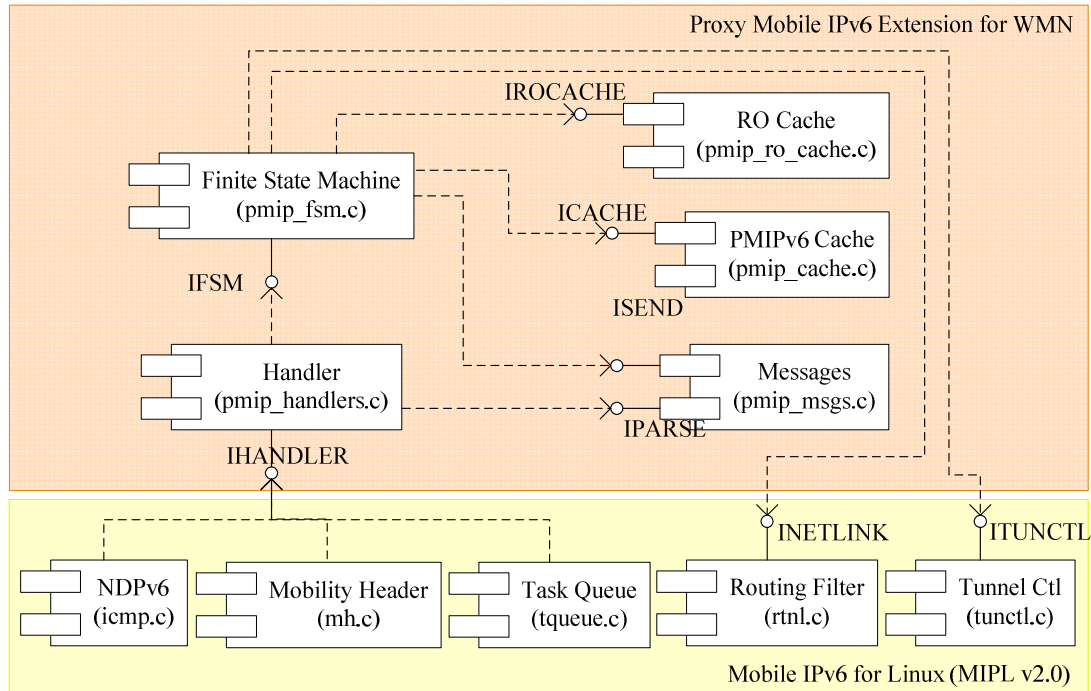 Proxy Mobile IPv6 Extension for WMN
IROCACHE
RO Cache
(pmip_ro_cache.c)
Finite State Machine
(pmip_fsm.c)
ICACHE
PMIPv6 Cache
(pmip_cache.c)
IFSM
ISEND
Handler
(pmip_handlers.c)
Messages
(pmip_msgs.c)
IPARSE
IHANDLER
INETLINK
ITUNCTL
NDPv6
(icmp.c)
Mobility Header
(mh.c)
Task Queue
(tqueue.c)
Routing Filter
(rtnl.c)
Tunnel Ctl
(tunctl.c)
Mobile IPv6 for Linux (MIPL v2.0)